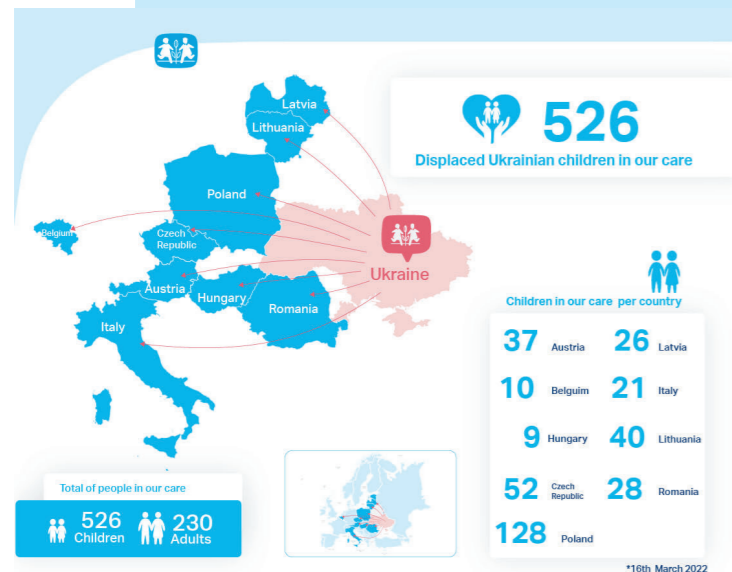 526
Displaced Ukrainian children in our care
Latvia
Lithuania
Poland
Belgium
Czech
Republic
Ukraine
Austria
Hungary
Romania
Italy
Children in our care per country
37 Austria 26 Latvia
10 Belguim 21 Italy
9 Hungary 40 Lithuania
52 Czech Republic 28 Romania
128 Poland
Total of people in our care
526 Children 230 Adults
*16th March 2022